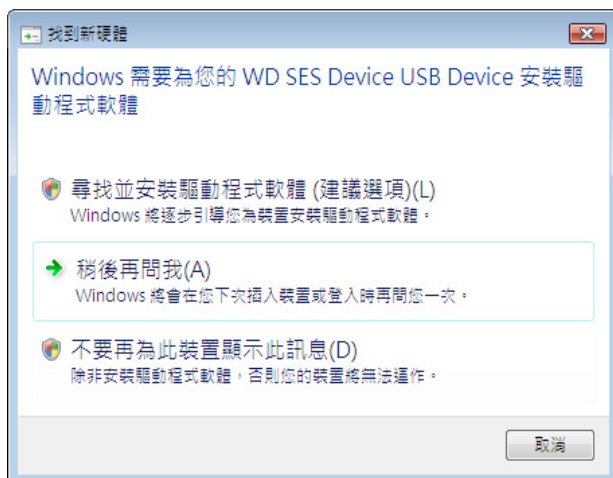 找到新硬體
Windows 需要為您的 WD SES Device USB Device 安裝驅
動程式軟體
尋找並安裝驅動程式軟體 (建議選項)(L)
Windows 將逐步引導您為裝置安裝驅動程式軟體。
稍後再問我(A)
Windows 將會在您下次插入裝置或登入時再問您一次。
不要再為此裝置顯示此訊息(D)
除非安裝驅動程式軟體，否則您的裝置將無法運作。
取消